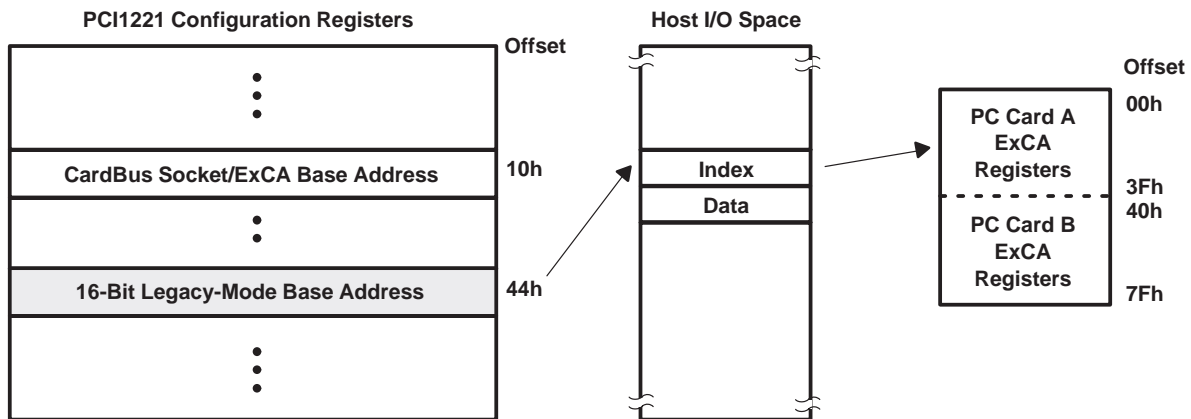 PCI1221 Configuration Registers
Offset
CardBus Socket/ExCA Base Address
10h
16-Bit Legacy-Mode Base Address
44h
Host I/O Space
Index
Data
Offset
PC Card A
ExCA
Registers
00h
3Fh
40h
PC Card B
ExCA
Registers
7Fh